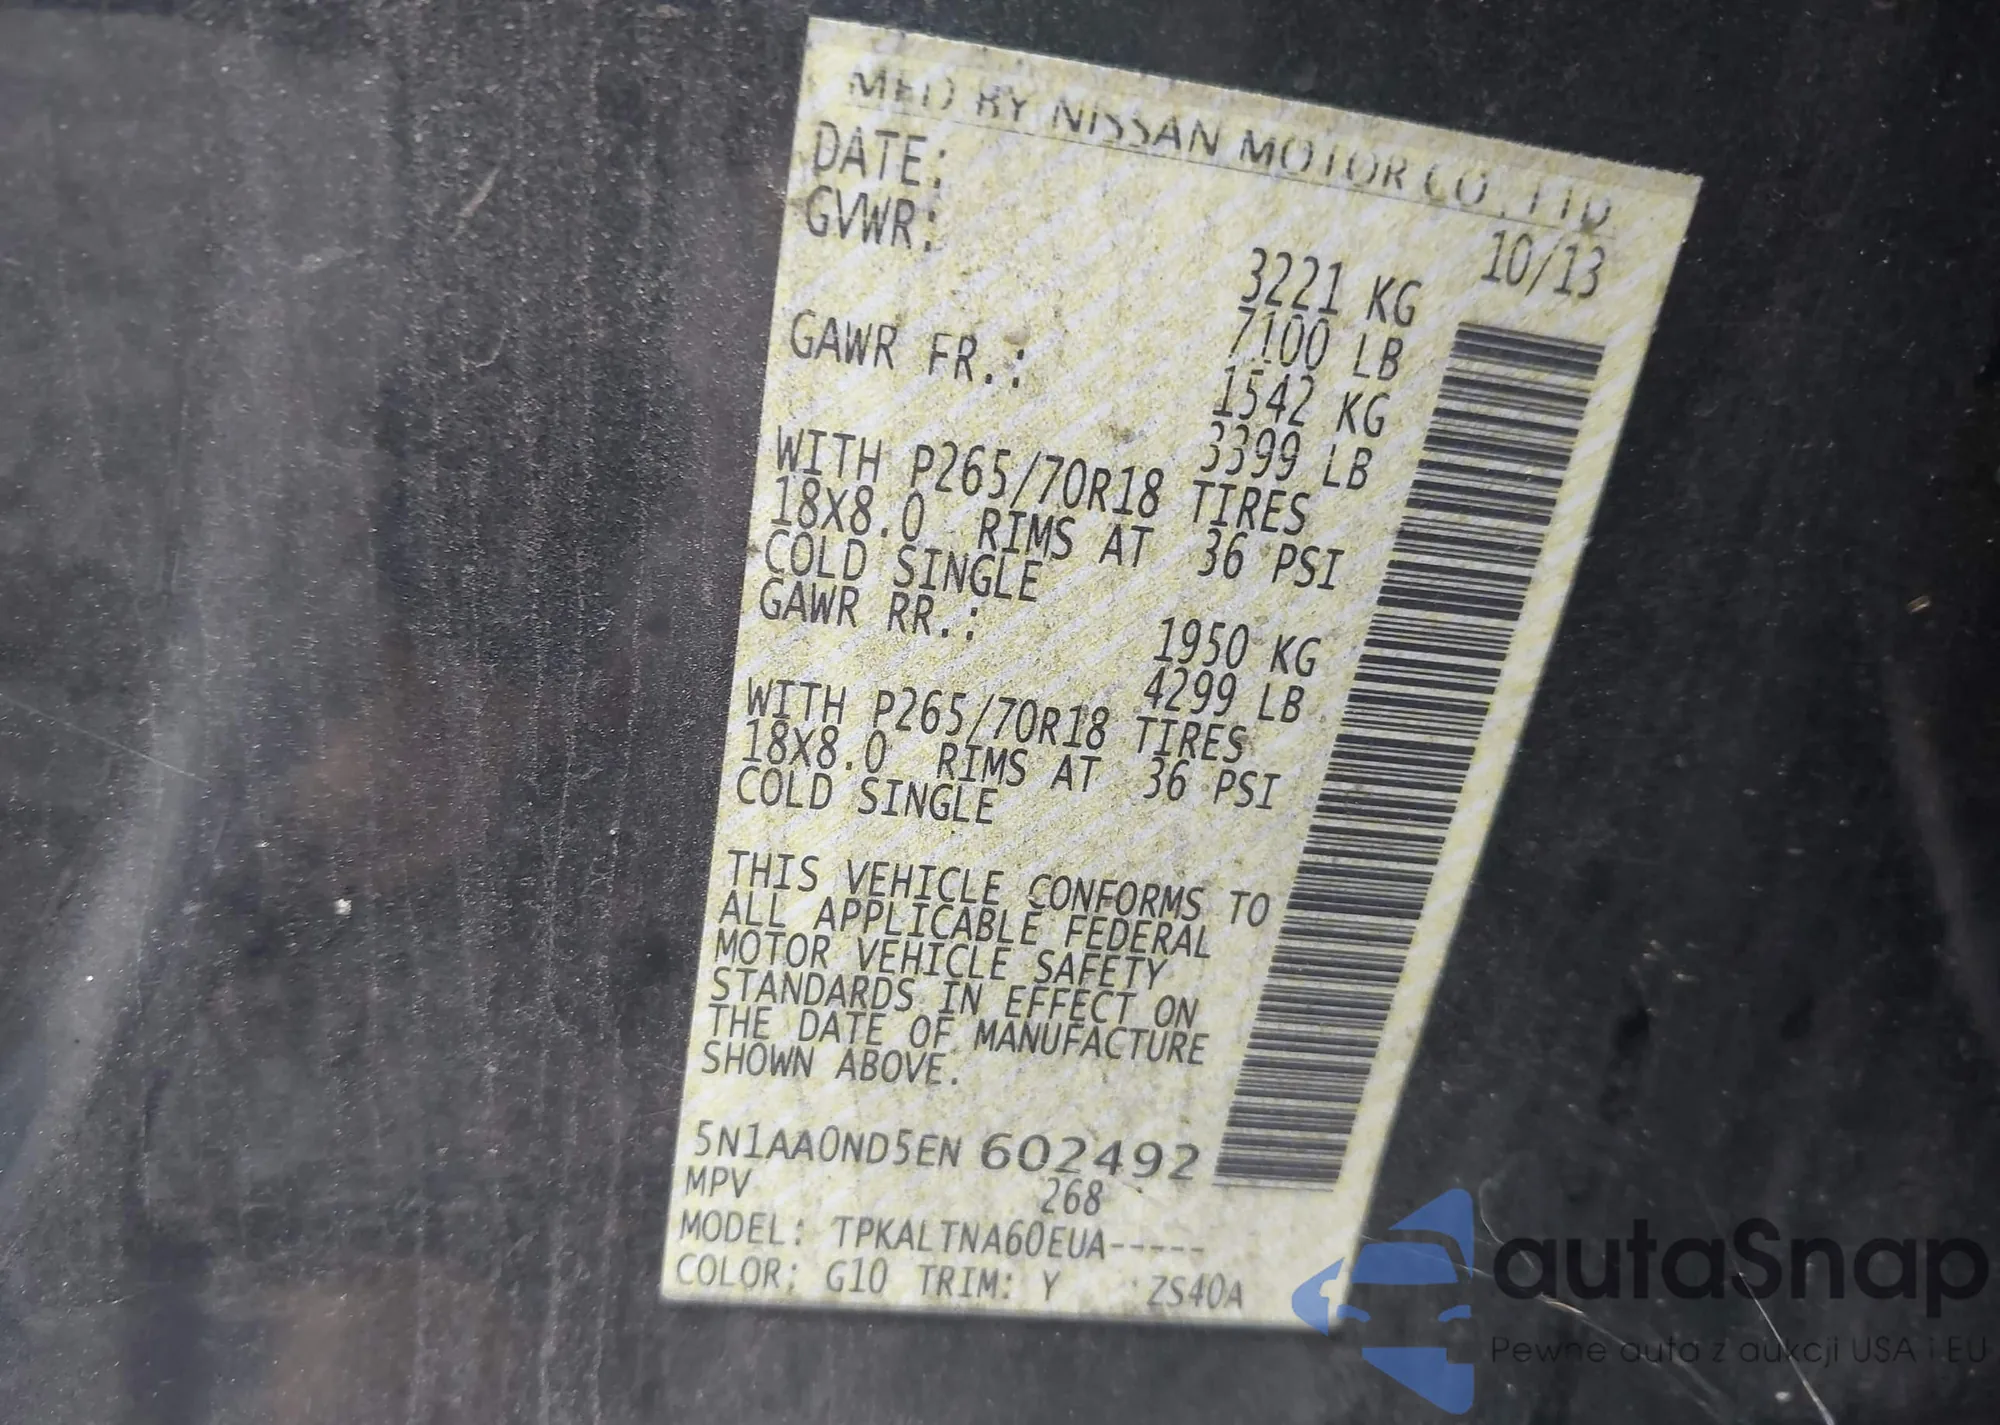 MFD BY NISSAN MOTOR CO., LTD.
DATE: 10/13
GVWR: 3221 KG
7100 LB
GAWR FR.: 1542 KG
3399 LB
WITH P265/70R18 TIRES
18X8.0 RIMS AT 36 PSI
COLD SINGLE
GAWR RR.: 1950 KG
4299 LB
WITH P265/70R18 TIRES
18X8.0 RIMS AT 36 PSI
COLD SINGLE
THIS VEHICLE CONFORMS TO
ALL APPLICABLE FEDERAL
MOTOR VEHICLE SAFETY
STANDARDS IN EFFECT ON
THE DATE OF MANUFACTURE
SHOWN ABOVE.
5N1AA0ND5EN 602492
MPV 268
MODEL: TPKALTNA60EUA-----
COLOR: G10 TRIM: Y ZS40A
autaSnap
Pewne auta z aukcji USA i EU